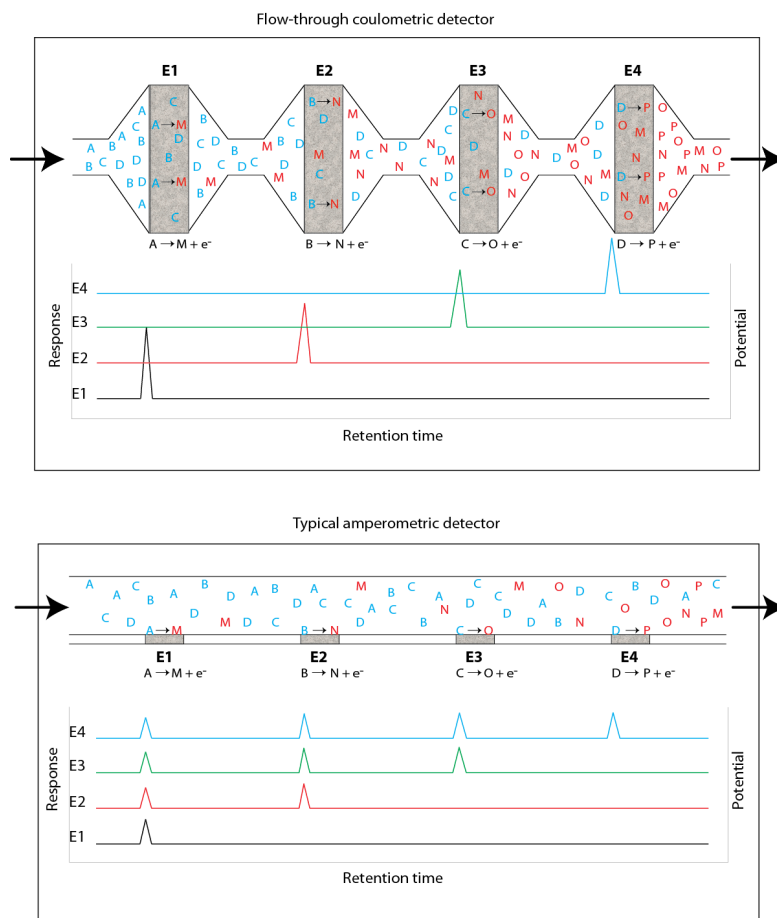 Flow-through coulometric detector
E1 E2 E3 E4
A → M + e⁻ B → N + e⁻ C → O + e⁻ D → P + e⁻
Response
E4
E3
E2
E1
Potential
Retention time
Typical amperometric detector
A → M B → N C → O D → P
E1 E2 E3 E4
A → M + e⁻ B → N + e⁻ C → O + e⁻ D → P + e⁻
Response
E4
E3
E2
E1
Potential
Retention time